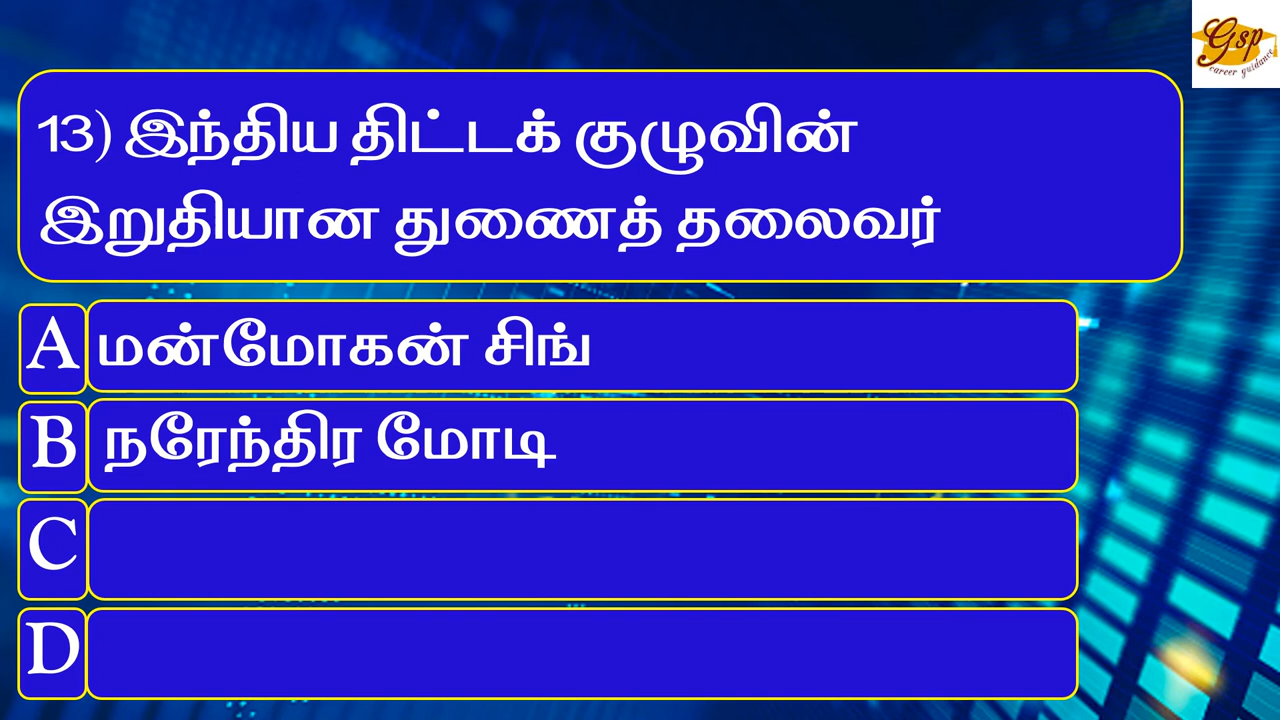 Gsp
career guidance
13) இந்திய திட்டக் குழுவின்
இறுதியான துணைத் தலைவர்
A மன்மோகன் சிங்
B நரேந்திர மோடி
C
D